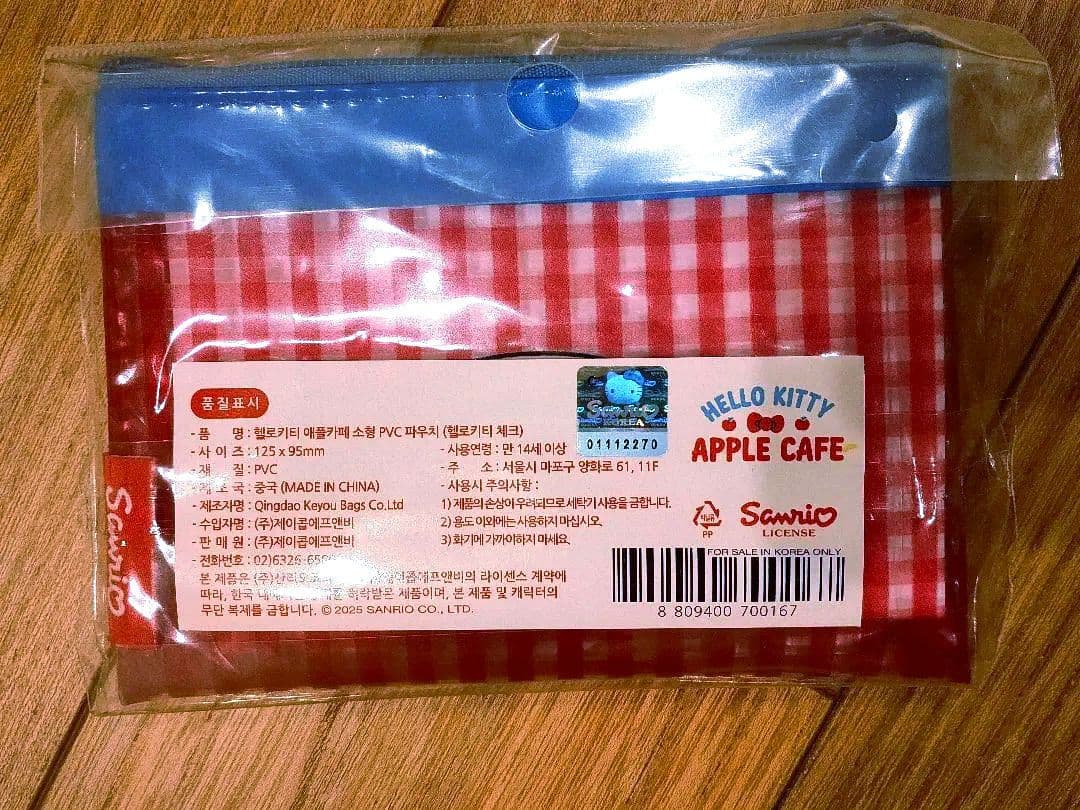 품질표시
- 품 명 : 헬로키티 애플카페 소형 PVC 파우치 (헬로키티 체크)
- 사 이 즈 : 125 x 95mm
- 재 질 : PVC
- 제 조 국 : 중국 (MADE IN CHINA)
- 제조자명 : Qingdao Keyou Bags Co.Ltd
- 수입자명 : (주)제이콥에프앤비
- 판 매 원 : (주)제이콥에프앤비
- 전화번호 : 02)6326-
- 사용연령 : 만 14세 이상
- 주 소 : 서울시 마포구 양화로 61, 11F
- 사용시 주의사항 :
1) 제품의 손상이 우려되므로 세탁기 사용을 금합니다.
2) 용도 이외에는 사용하지 마십시오.
3) 화기에 가까이하지 마세요.
본 제품은 (주)산리오 에프앤비의 라이센스 계약에
따라, 한국 제품이며, 본 제품 및 캐릭터의
무단 복제를 금합니다. © 2025 SANRIO CO., LTD.
Sanrio
KOREA
01112270
HELLO KITTY
APPLE CAFE
비닐류
PP
Sanrio
LICENSE
FOR SALE IN KOREA ONLY
8 809400 700167
Sanrio